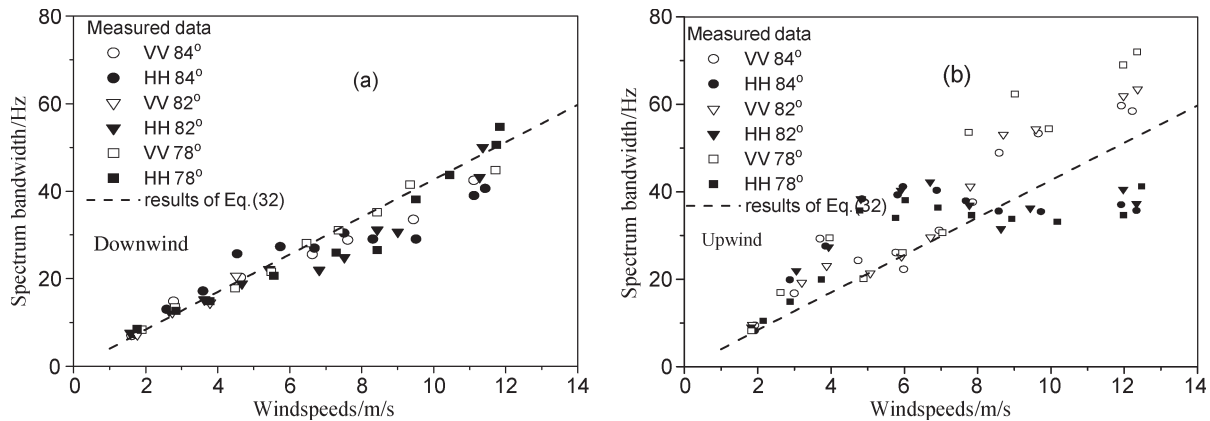 80
60
40
20
0
Spectrum bandwidth/Hz
Measured data
VV 84°
HH 84°
VV 82°
HH 82°
VV 78°
HH 78°
results of Eq.(32)
(a)
Downwind
0 2 4 6 8 10 12 14
Windspeeds/m/s
80
60
40
20
0
Spectrum bandwidth/Hz
Measured data
VV 84°
HH 84°
VV 82°
HH 82°
VV 78°
HH 78°
results of Eq.(32)
(b)
Upwind
0 2 4 6 8 10 12 14
Windspeeds/m/s